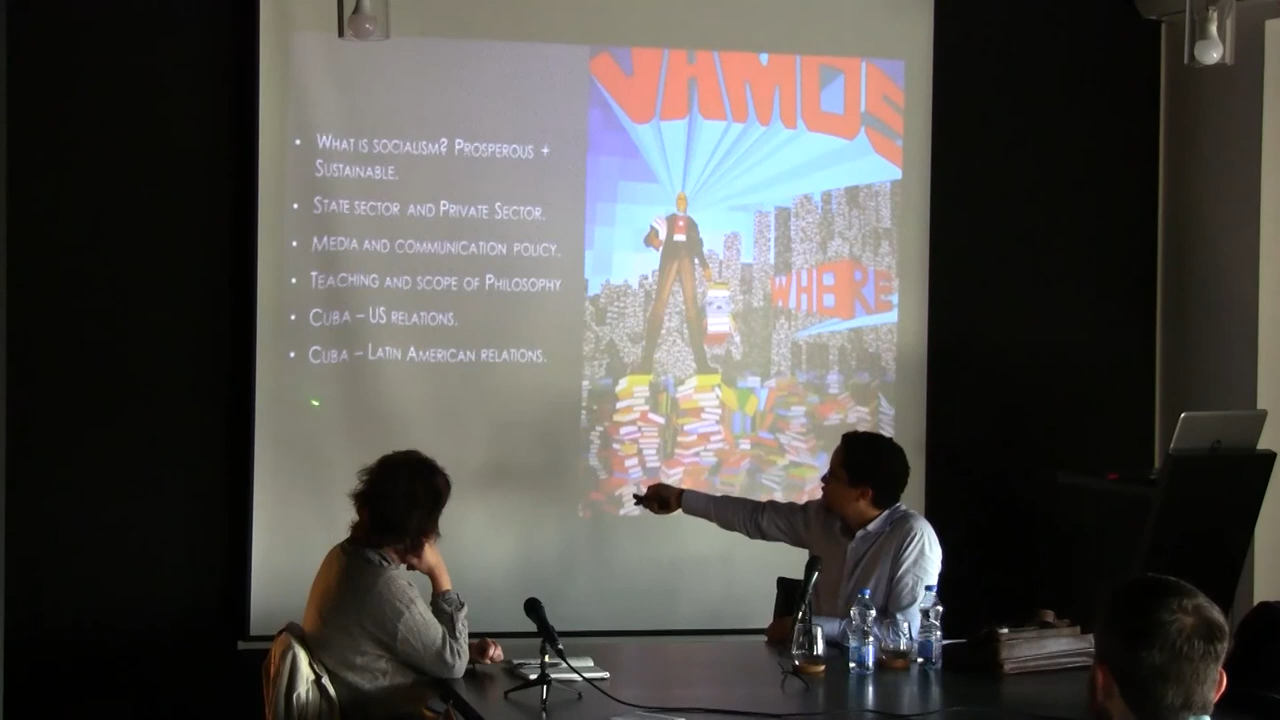 • What is socialism? Prosperous +
Sustainable.
• State sector and Private Sector.
• Media and communication policy.
• Teaching and scope of Philosophy
• Cuba – US relations.
• Cuba – Latin American relations.
VAMOS
WHERE